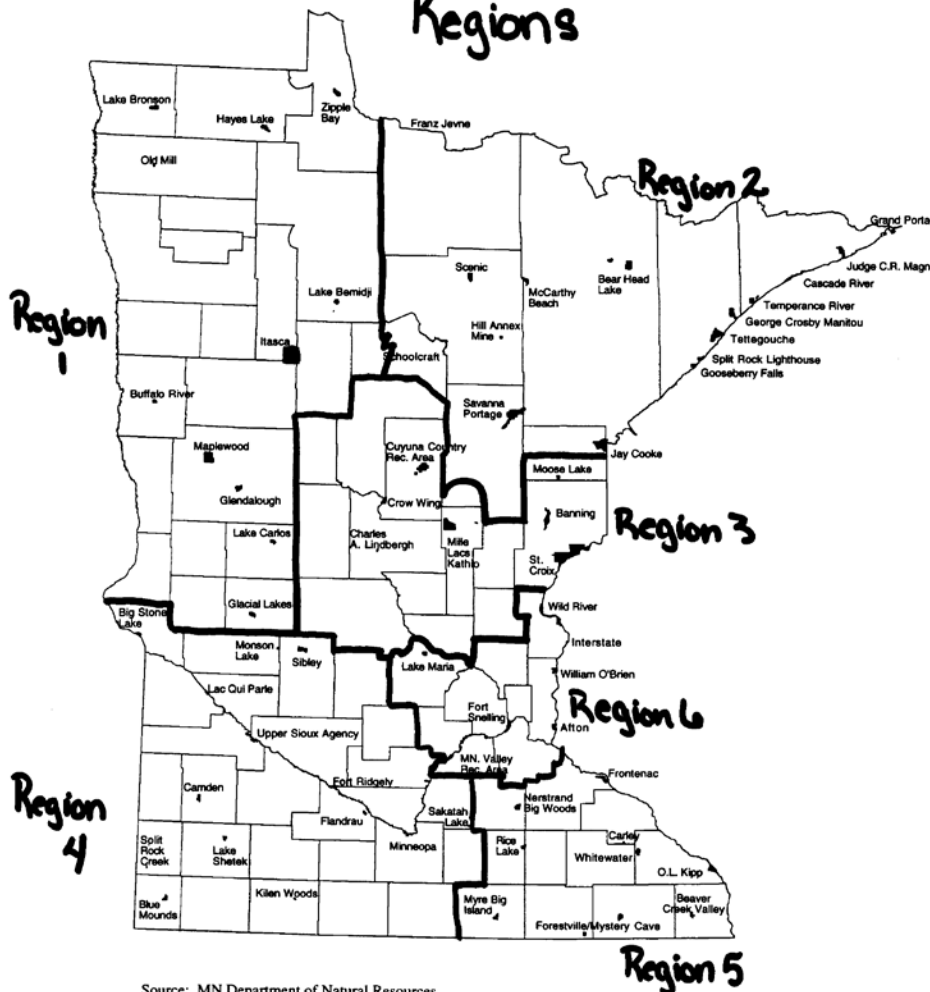 Regions
Lake Bronson
Hayes Lake
Zipple
Bay
Franz Jevne
Old Mill
Region 2
Grand Porta
Judge C.R. Magn
Cascade River
Temperance River
George Crosby Manitou
Tettegouche
Split Rock Lighthouse
Gooseberry Falls
Scenic
Bear Head
Lake
McCarthy
Beach
Lake Bemidji
Hill Annex
Mine
Region
1
Itasca
Schoolcraft
Buffalo River
Savanna
Portage
Maplewood
Cuyuna Country
Rec. Area
Jay Cooke
Moose Lake
Glendalough
Crow Wing
Banning
Region 3
Lake Carlos
Charles
A. Lindbergh
Mille
Lacs
Kathio
St.
Croix
Glacial Lakes
Wild River
Big Stone
Lake
Interstate
Monson
Lake
Sibley
Lake Maria
William O'Brien
Lac Qui Parle
Fort
Snelling
Region 6
Afton
Upper Sioux Agency
MN. Valley
Rec. Area
Frontenac
Fort Ridgely
Region
4
Camden
Nerstrand
Big Woods
Flandrau
Sakatah
Lake
Split
Rock
Creek
Lake
Shetek
Minneopa
Rice
Lake
Carley
Whitewater
O.L. Kipp
Blue
Mounds
Kilen Woods
Myre Big
Island
Beaver
Creek Valley
Forestville/Mystery Cave
Region 5
Source: MN Department of Natural Resources